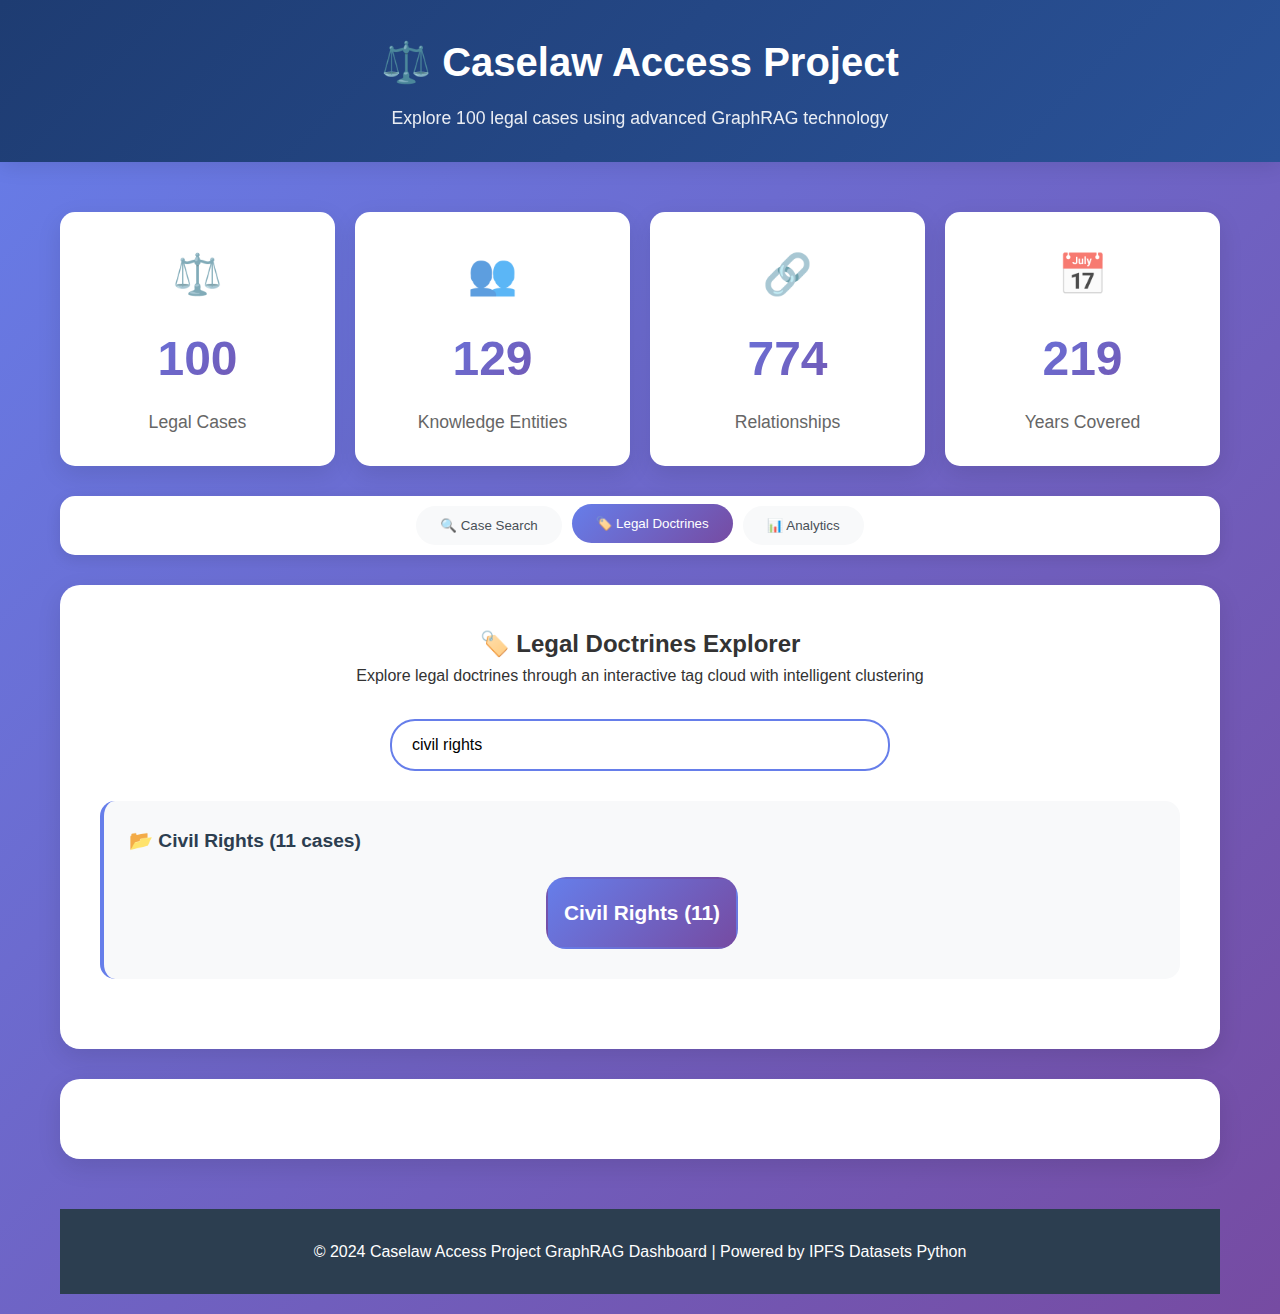 ⚖️ Caselaw Access Project
Explore 100 legal cases using advanced GraphRAG technology
100
Legal Cases
129
Knowledge Entities
774
Relationships
July
17
219
Years Covered
🔍 Case Search
🏷️ Legal Doctrines
📊 Analytics
🏷️ Legal Doctrines Explorer
Explore legal doctrines through an interactive tag cloud with intelligent clustering
civil rights
📂 Civil Rights (11 cases)
Civil Rights (11)
© 2024 Caselaw Access Project GraphRAG Dashboard | Powered by IPFS Datasets Python